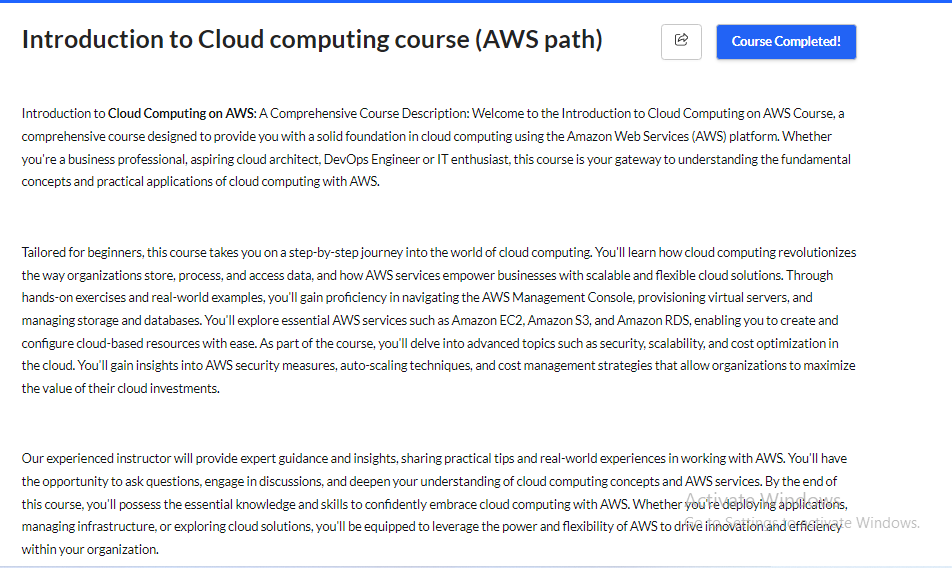 Introduction to Cloud computing course (AWS path)
Course Completed!
Introduction to Cloud Computing on AWS: A Comprehensive Course Description: Welcome to the Introduction to Cloud Computing on AWS Course, a
comprehensive course designed to provide you with a solid foundation in cloud computing using the Amazon Web Services (AWS) platform. Whether
you're a business professional, aspiring cloud architect, DevOps Engineer or IT enthusiast, this course is your gateway to understanding the fundamental
concepts and practical applications of cloud computing with AWS.
Tailored for beginners, this course takes you on a step-by-step journey into the world of cloud computing. You'll learn how cloud computing revolutionizes
the way organizations store, process, and access data, and how AWS services empower businesses with scalable and flexible cloud solutions. Through
hands-on exercises and real-world examples, you'll gain proficiency in navigating the AWS Management Console, provisioning virtual servers, and
managing storage and databases. You'll explore essential AWS services such as Amazon EC2, Amazon S3, and Amazon RDS, enabling you to create and
configure cloud-based resources with ease. As part of the course, you'll delve into advanced topics such as security, scalability, and cost optimization in
the cloud. You'll gain insights into AWS security measures, auto-scaling techniques, and cost management strategies that allow organizations to maximize
the value of their cloud investments.
Our experienced instructor will provide expert guidance and insights, sharing practical tips and real-world experiences in working with AWS. You'll have
the opportunity to ask questions, engage in discussions, and deepen your understanding of cloud computing concepts and AWS services. By the end of
this course, you'll possess the essential knowledge and skills to confidently embrace cloud computing with AWS. Whether you're deploying applications,
managing infrastructure, or exploring cloud solutions, you'll be equipped to leverage the power and flexibility of AWS to drive innovation and efficiency
within your organization.
Activate Windows
Go to Settings to activate Windows.